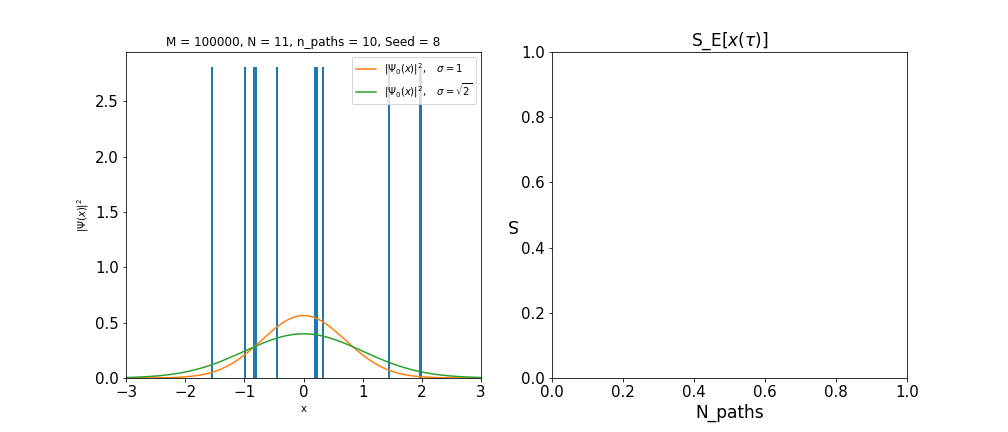 M = 100000, N = 11, n_paths = 10, Seed = 8
|Ψ₀(x)|², σ = 1
|Ψ₀(x)|², σ = √2
2.5
2.0
1.5
1.0
0.5
0.0
|Ψ(x)|²
−3 −2 −1 0 1 2 3
x
S_E[x(τ)]
1.0
0.8
0.6
0.4
0.2
0.0
S
0.0 0.2 0.4 0.6 0.8 1.0
N_paths